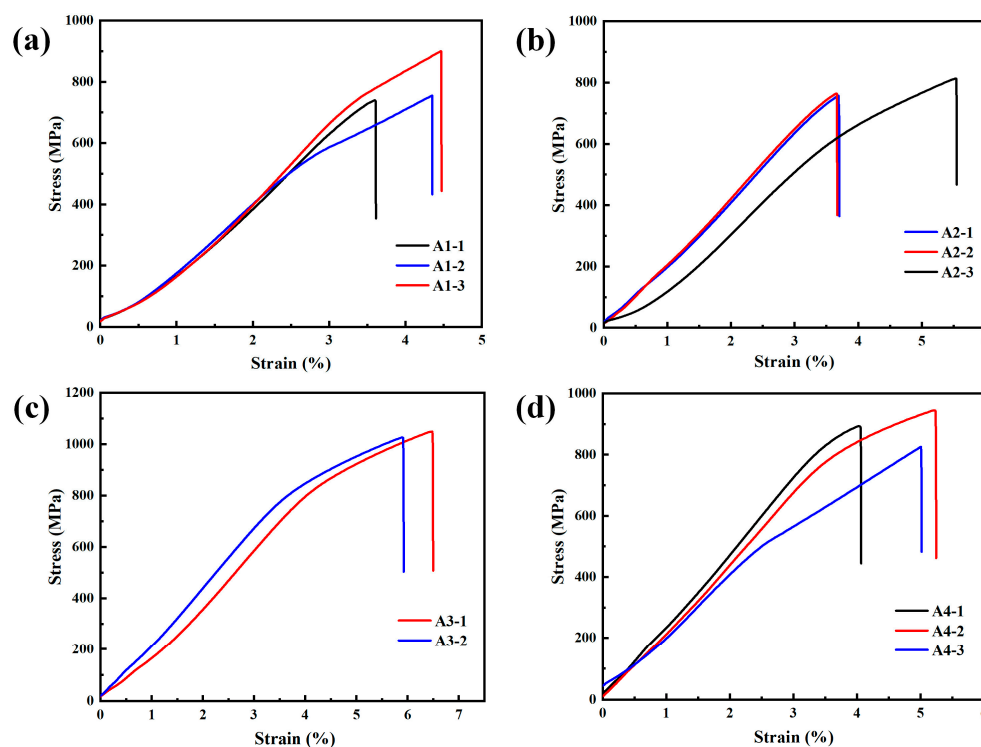 (a)
1000
800
600
400
200
0
Stress (MPa)
A1-1
A1-2
A1-3
0 1 2 3 4 5
Strain (%)
(b)
1000
800
600
400
200
0
Stress (MPa)
A2-1
A2-2
A2-3
0 1 2 3 4 5 6
Strain (%)
(c)
1200
1000
800
600
400
200
0
Stress (MPa)
A3-1
A3-2
0 1 2 3 4 5 6 7
Strain (%)
(d)
1000
800
600
400
200
0
Stress (MPa)
A4-1
A4-2
A4-3
0 1 2 3 4 5 6
Strain (%)